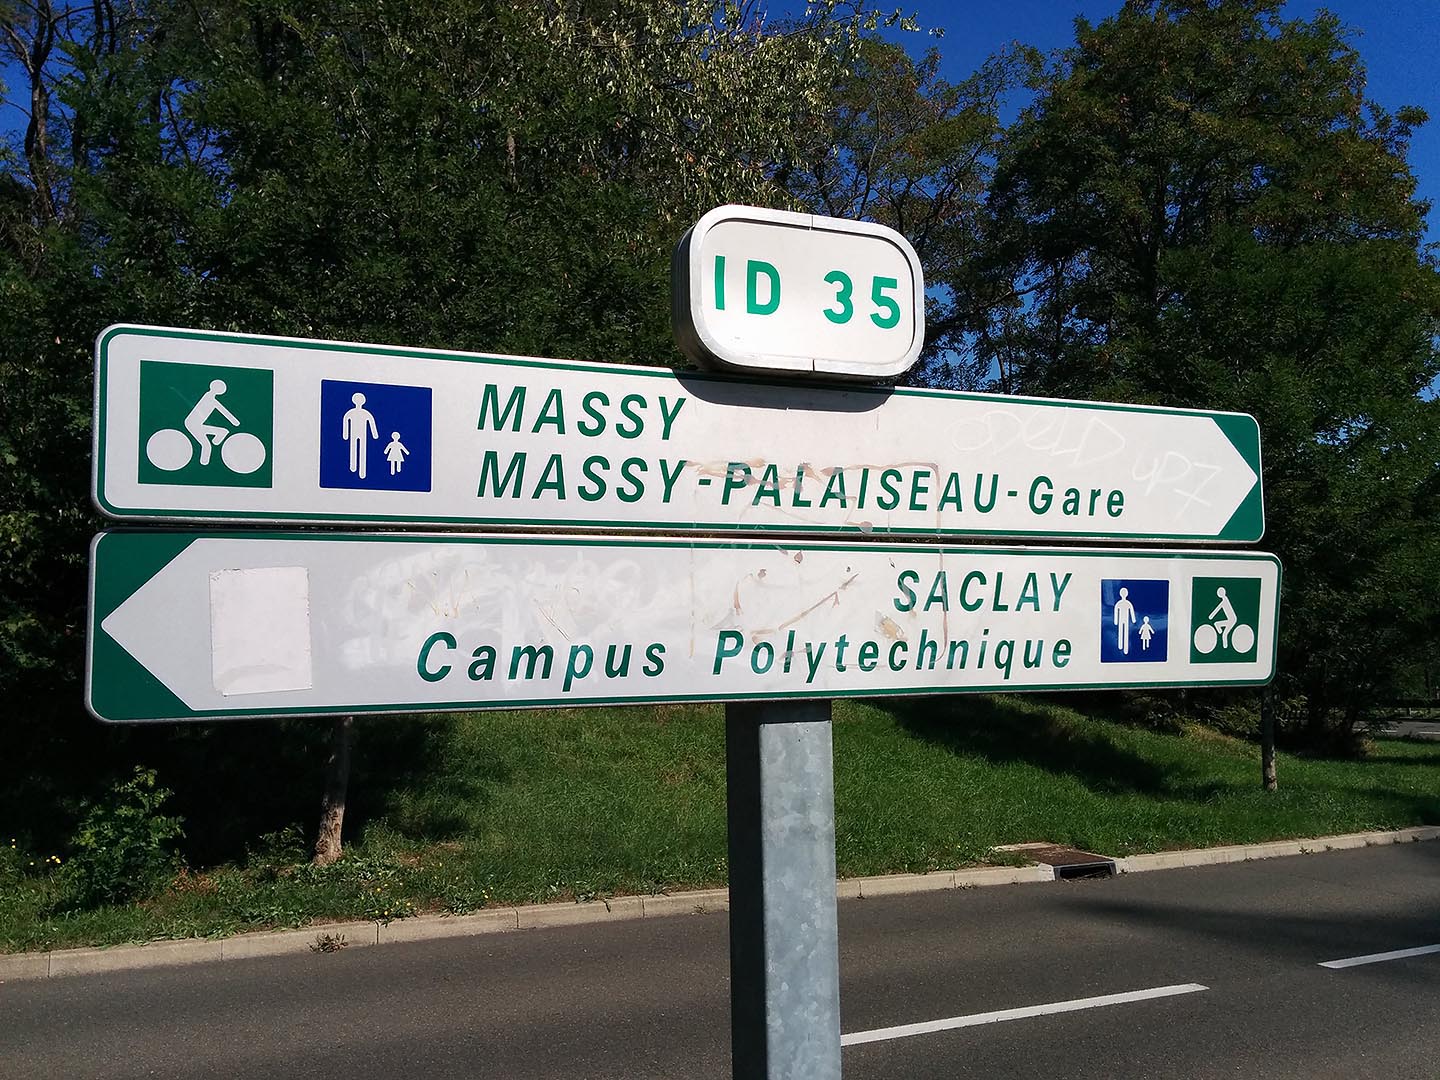 ID 35
MASSY
MASSY-PALAISEAU-Gare
SACLAY
Campus Polytechnique